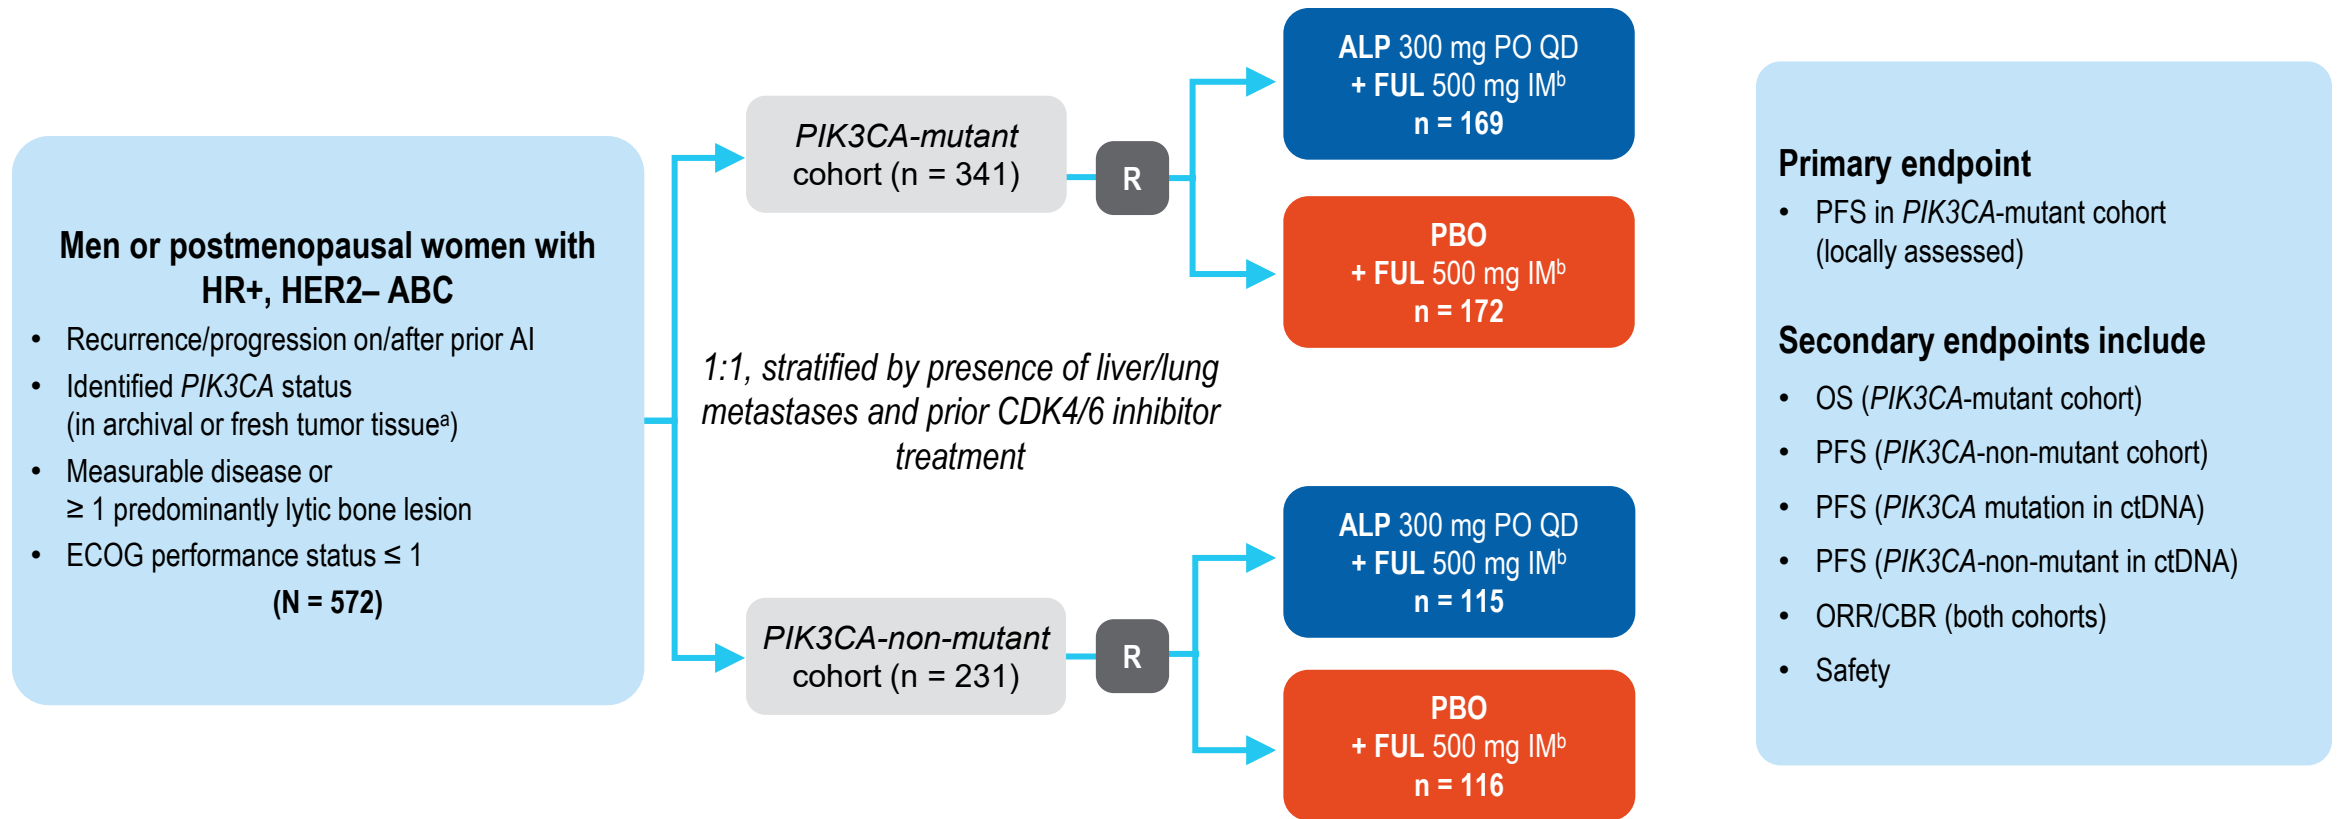 Men or postmenopausal women with
HR+, HER2– ABC
• Recurrence/progression on/after prior AI
• Identified PIK3CA status
(in archival or fresh tumor tissueᵃ)
• Measurable disease or
≥ 1 predominantly lytic bone lesion
• ECOG performance status ≤ 1
(N = 572)
PIK3CA-mutant
cohort (n = 341)
R
ALP 300 mg PO QD
+ FUL 500 mg IMᵇ
n = 169
PBO
+ FUL 500 mg IMᵇ
n = 172
1:1, stratified by presence of liver/lung
metastases and prior CDK4/6 inhibitor
treatment
PIK3CA-non-mutant
cohort (n = 231)
R
ALP 300 mg PO QD
+ FUL 500 mg IMᵇ
n = 115
PBO
+ FUL 500 mg IMᵇ
n = 116
Primary endpoint
• PFS in PIK3CA-mutant cohort
(locally assessed)
Secondary endpoints include
• OS (PIK3CA-mutant cohort)
• PFS (PIK3CA-non-mutant cohort)
• PFS (PIK3CA mutation in ctDNA)
• PFS (PIK3CA-non-mutant in ctDNA)
• ORR/CBR (both cohorts)
• Safety